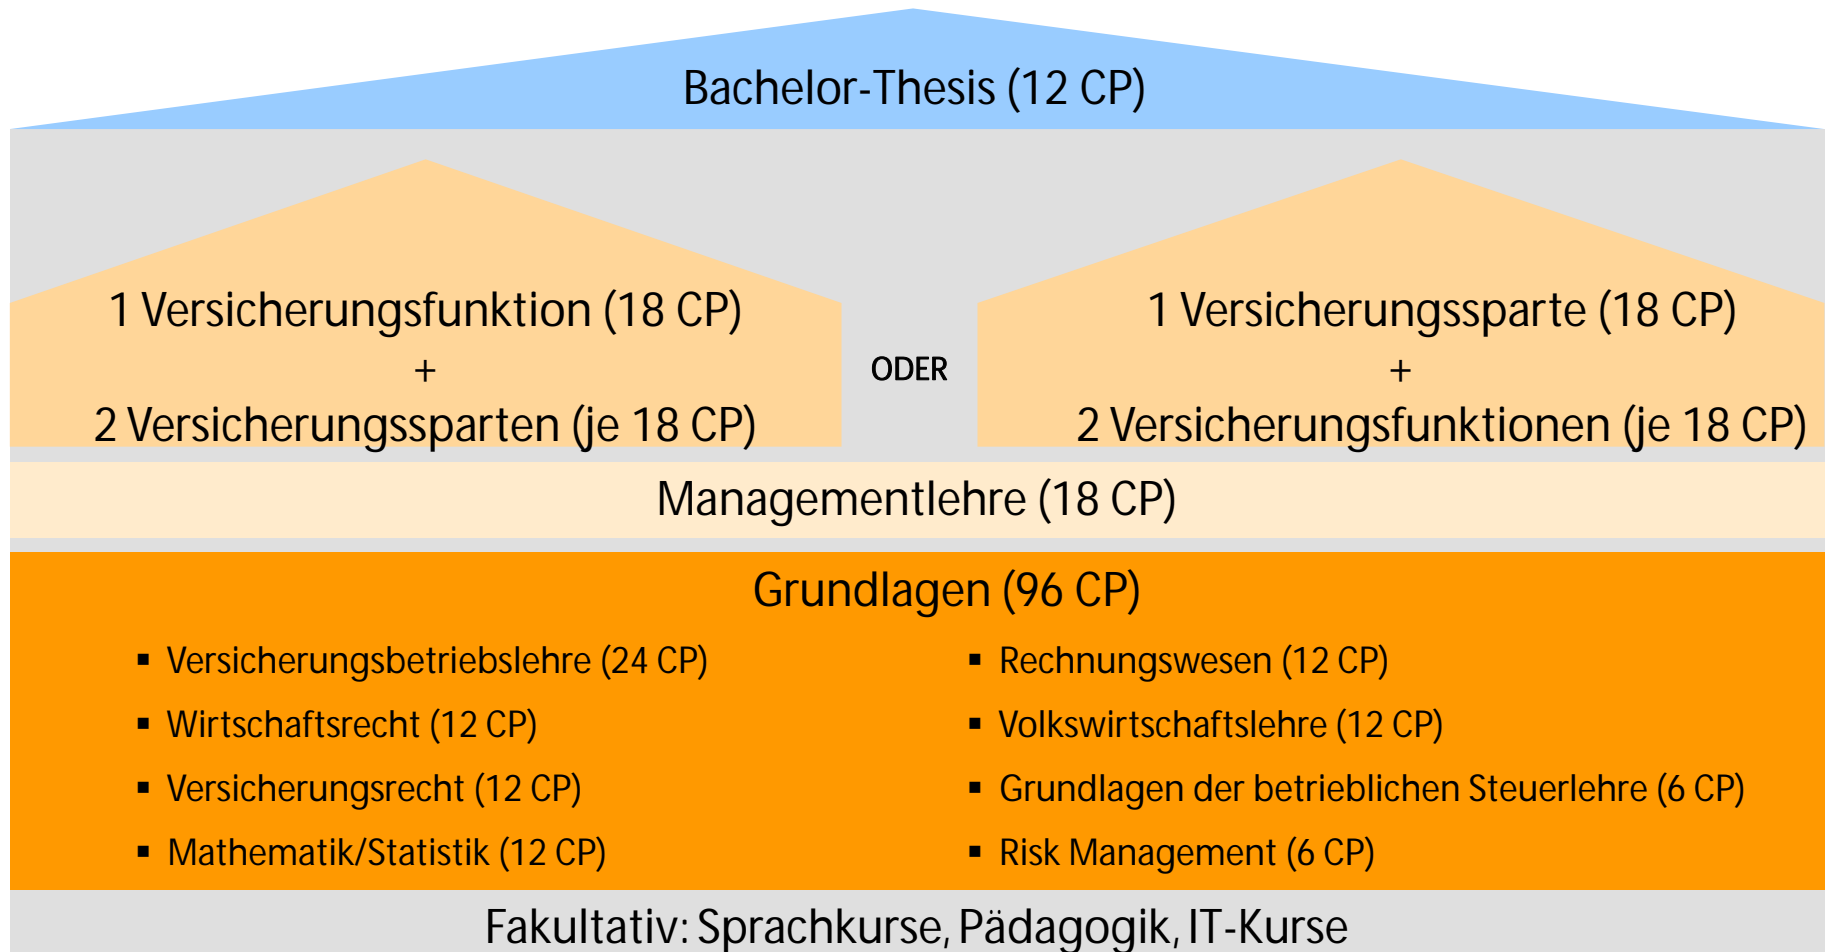 Bachelor-Thesis (12 CP)
1 Versicherungsfunktion (18 CP)
+
2 Versicherungssparten (je 18 CP)
ODER
1 Versicherungssparte (18 CP)
+
2 Versicherungsfunktionen (je 18 CP)
Managementlehre (18 CP)
Grundlagen (96 CP)
▪ Versicherungsbetriebslehre (24 CP)
▪ Wirtschaftsrecht (12 CP)
▪ Versicherungsrecht (12 CP)
▪ Mathematik/Statistik (12 CP)
▪ Rechnungswesen (12 CP)
▪ Volkswirtschaftslehre (12 CP)
▪ Grundlagen der betrieblichen Steuerlehre (6 CP)
▪ Risk Management (6 CP)
Fakultativ: Sprachkurse, Pädagogik, IT-Kurse